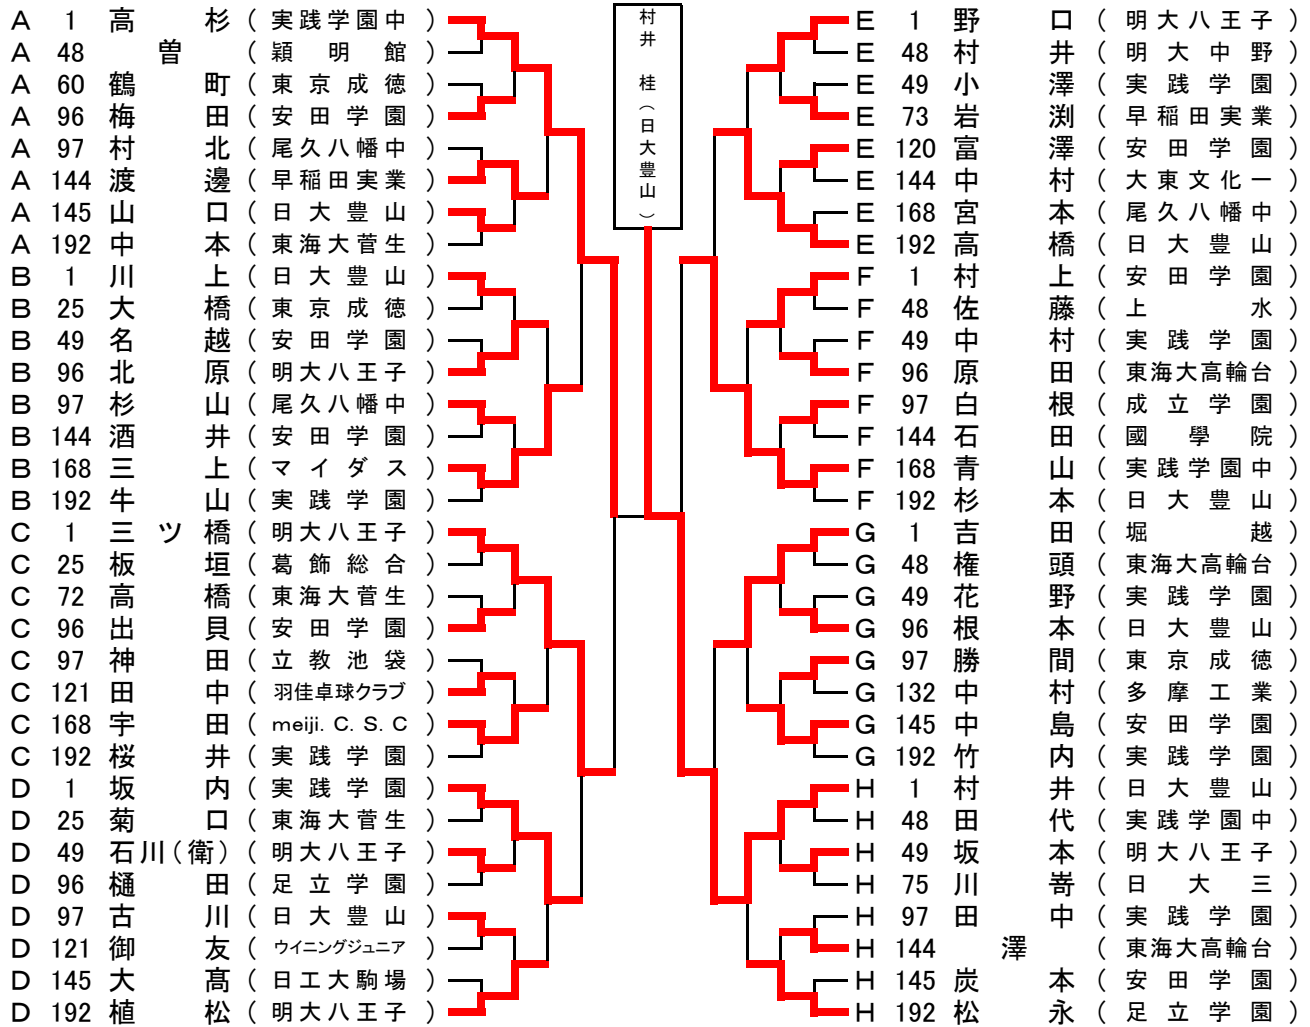 A 1 高杉 (実践学園中)
A 48 曽 (穎明館)
A 60 鶴町 (東京成徳)
A 96 梅田 (安田学園)
A 97 村北 (尾久八幡中)
A 144 渡邊 (早稲田実業)
A 145 山口 (日大豊山)
A 192 中本 (東海大菅生)
B 1 川上 (日大豊山)
B 25 大橋 (東京成徳)
B 49 名越 (安田学園)
B 96 北原 (明大八王子)
B 97 杉山 (尾久八幡中)
B 144 酒井 (安田学園)
B 168 三上 (マイダス)
B 192 牛山 (実践学園)
C 1 三ツ橋 (明大八王子)
C 25 板垣 (葛飾総合)
C 72 高橋 (東海大菅生)
C 96 出貝 (安田学園)
C 97 神田 (立教池袋)
C 121 田中 (羽佳卓球クラブ)
C 168 宇田 (meiji. C. S. C)
C 192 桜井 (実践学園)
D 1 坂内 (実践学園)
D 25 菊口 (東海大菅生)
D 49 石川(衛) (明大八王子)
D 96 樋田 (足立学園)
D 97 古川 (日大豊山)
D 121 御友 (ウイニングジュニア)
D 145 大髙 (日工大駒場)
D 192 植松 (明大八王子)
村井 桂(日大豊山)
E 1 野口 (明大八王子)
E 48 村井 (明大中野)
E 49 小澤 (実践学園)
E 73 岩渕 (早稲田実業)
E 120 富澤 (安田学園)
E 144 中村 (大東文化一)
E 168 宮本 (尾久八幡中)
E 192 高橋 (日大豊山)
F 1 村上 (安田学園)
F 48 佐藤 (上水)
F 49 中村 (実践学園)
F 96 原田 (東海大高輪台)
F 97 白根 (成立学園)
F 144 石田 (國學院)
F 168 青山 (実践学園中)
F 192 杉本 (日大豊山)
G 1 吉田 (堀越)
G 48 権頭 (東海大高輪台)
G 49 花野 (実践学園)
G 96 根本 (日大豊山)
G 97 勝間 (東京成徳)
G 132 中村 (多摩工業)
G 145 中島 (安田学園)
G 192 竹内 (実践学園)
H 1 村井 (日大豊山)
H 48 田代 (実践学園中)
H 49 坂本 (明大八王子)
H 75 川嵜 (日大三)
H 97 田中 (実践学園)
H 144 澤 (東海大高輪台)
H 145 炭本 (安田学園)
H 192 松永 (足立学園)